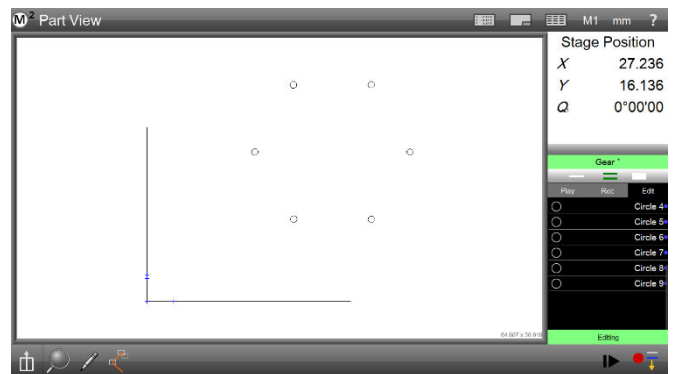 M² Part View M1 mm ?
Stage Position
X 27.236
Y 16.136
Q 0°00'00
Gear *
Play Rec Edit
Circle 4
Circle 5
Circle 6
Circle 7
Circle 8
Circle 9
Editing